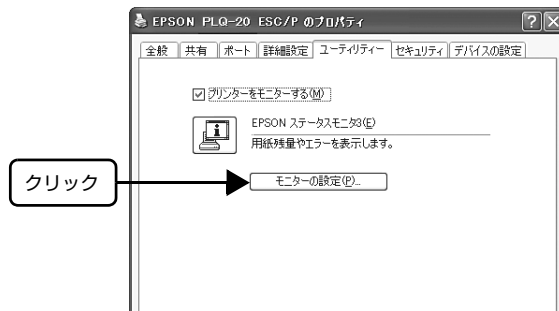 EPSON PLQ-20 ESC/P のプロパティ
全般 共有 ポート 詳細設定 ユーティリティー セキュリティ デバイスの設定
プリンターをモニターする(M)
EPSON ステータスモニタ3(E)
用紙残量やエラーを表示します。
クリック
モニターの設定(P)...